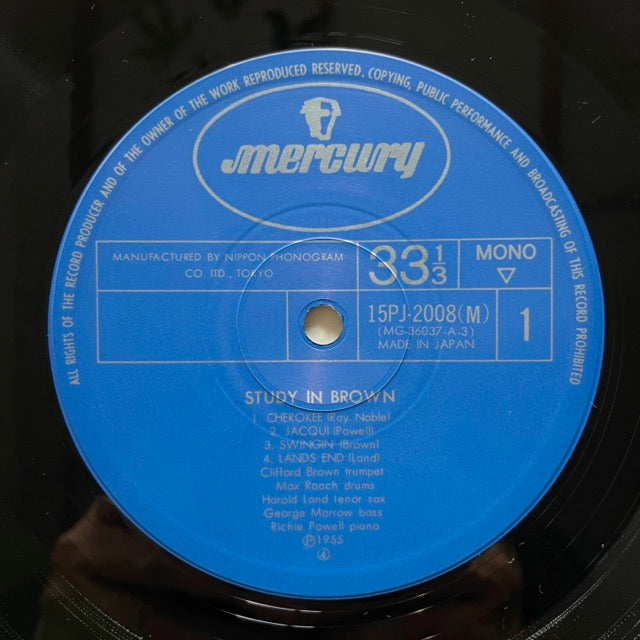 ALL RIGHTS OF THE RECORD PRODUCER AND OF THE OWNER OF THE WORK REPRODUCED RESERVED. COPYING, PUBLIC PERFORMANCE AND BROADCASTING OF THIS RECORD PROHIBITED
mercury
MANUFACTURED BY NIPPON PHONOGRAM
CO. LTD., TOKYO
33 1/3
MONO
▽
15PJ-2008(M)
(MG-36037-A-3)
MADE IN JAPAN
1
STUDY IN BROWN
1. CHEROKEE (Ray Noble)
2. JACQUI (Powell)
3. SWINGIN (Brown)
4. LANDS END (Land)
Clifford Brown trumpet
Max Roach drums
Harold Land tenor sax
George Morrow bass
Richie Powell piano
Ⓟ1955